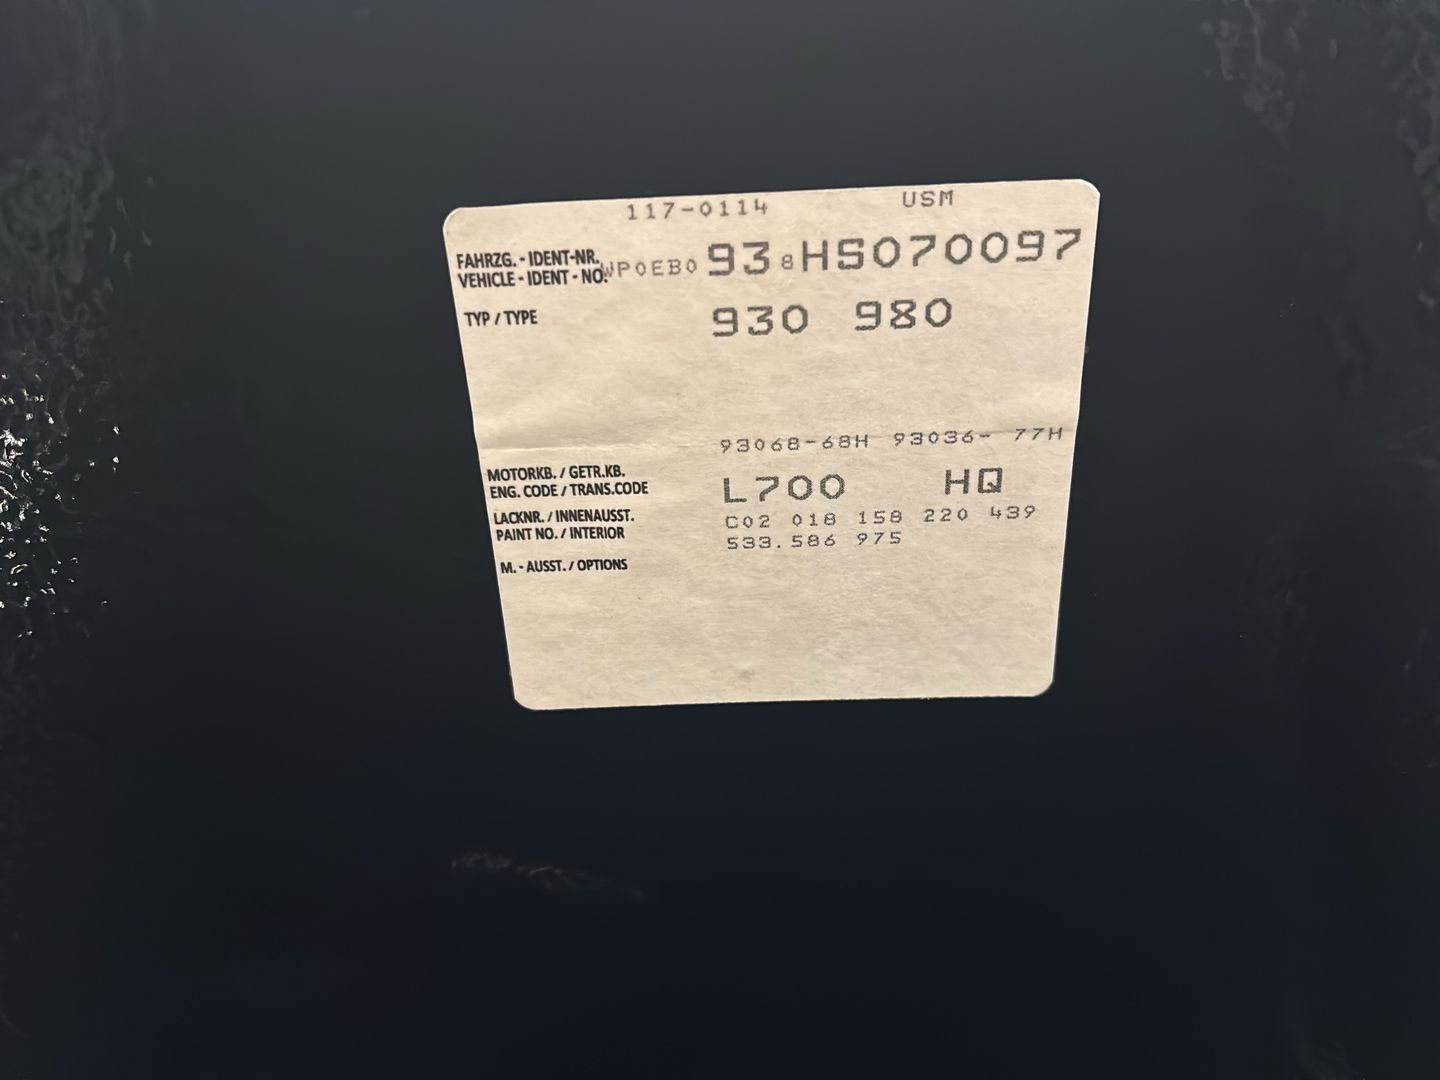 117-0114 USM
FAHRZG. - IDENT-NR.
VEHICLE - IDENT - NO. WP0EB0 93 8 HS070097
TYP / TYPE 930 980
93068-68H 93036- 77H
MOTORKB. / GETR.KB.
ENG. CODE / TRANS.CODE L700 HQ
LACKNR. / INNENAUSST. C02 018 158 220 439
PAINT NO. / INTERIOR 533.586 975
M. - AUSST. / OPTIONS